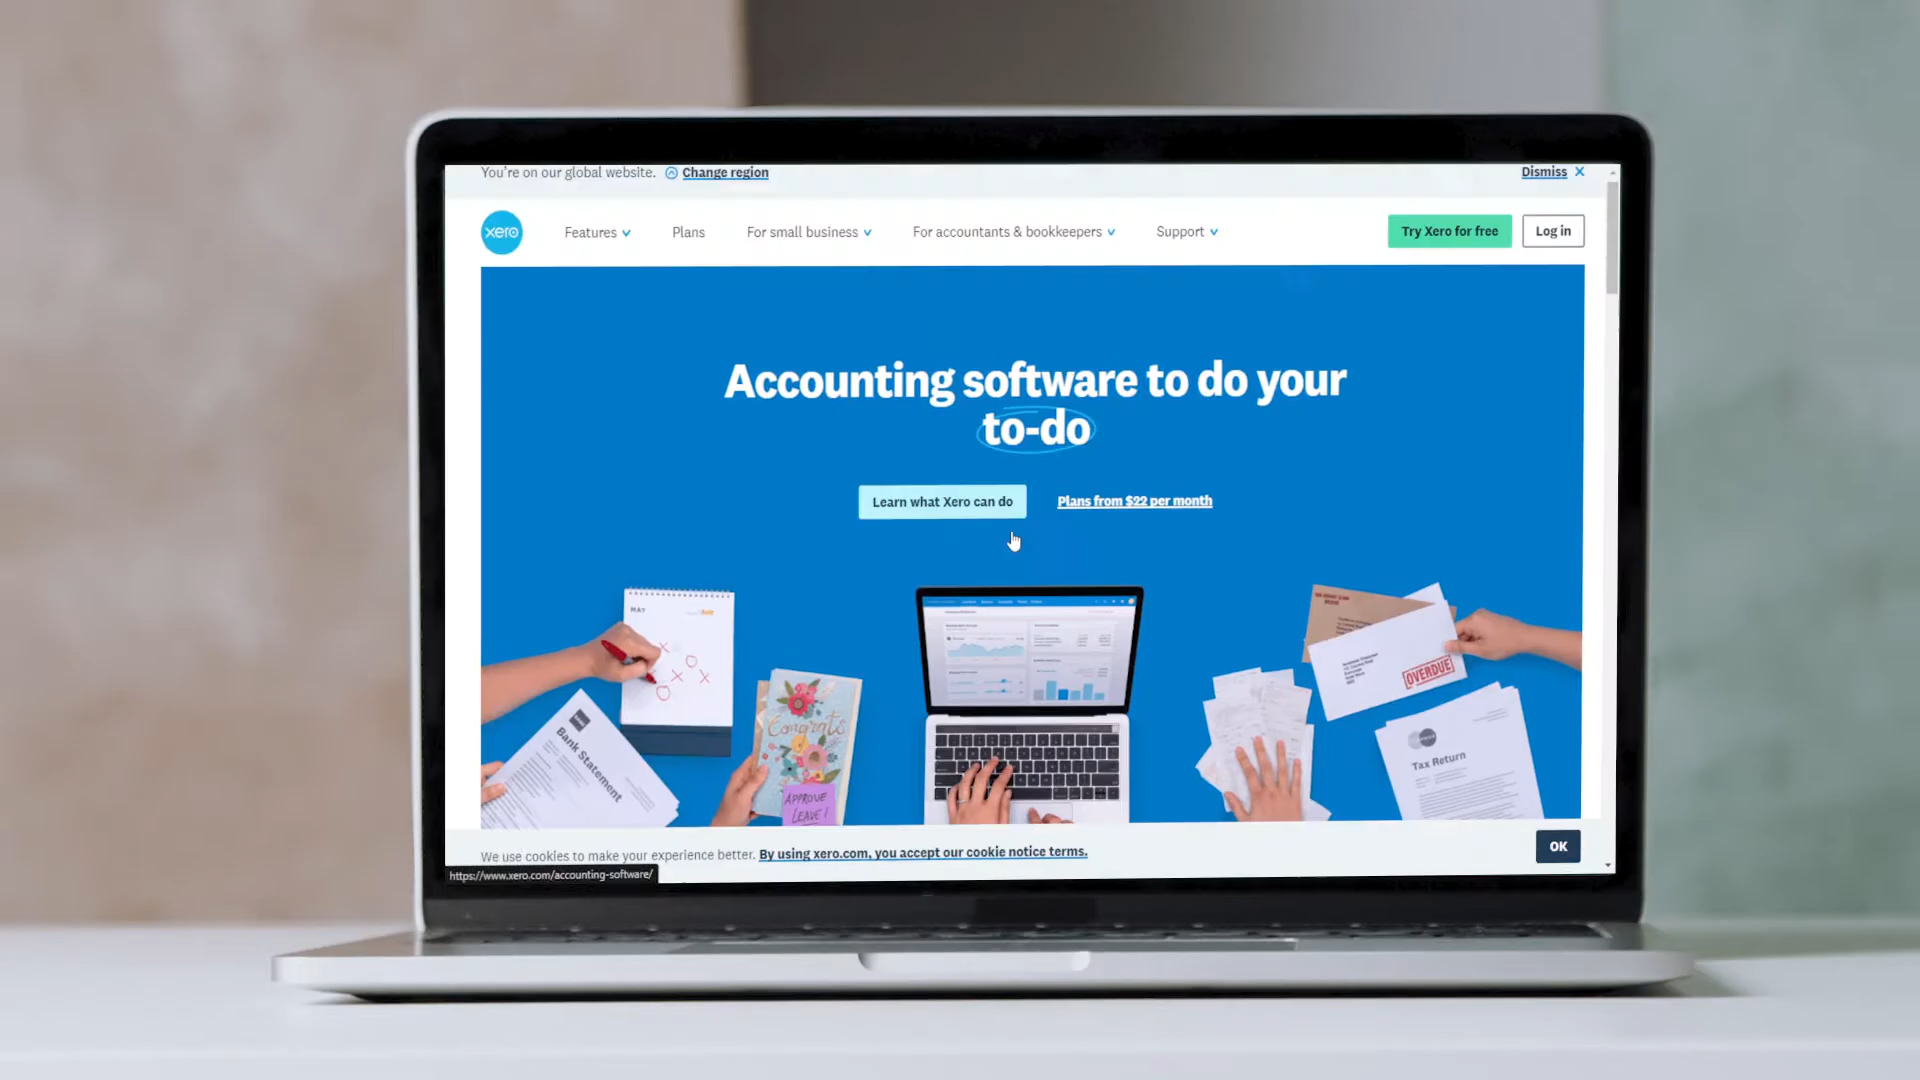 You're on our global website. Change region
Dismiss
xero
Features
Plans
For small business
For accountants & bookkeepers
Support
Try Xero for free
Log in
Accounting software to do your
to-do
Learn what Xero can do
Plans from $22 per month
MAY
Bank Statement
Congrats
APPROVE
LEAVE!
OVERDUE
Tax Return
We use cookies to make your experience better. By using xero.com, you accept our cookie notice terms.
OK
https://www.xero.com/accounting-software/